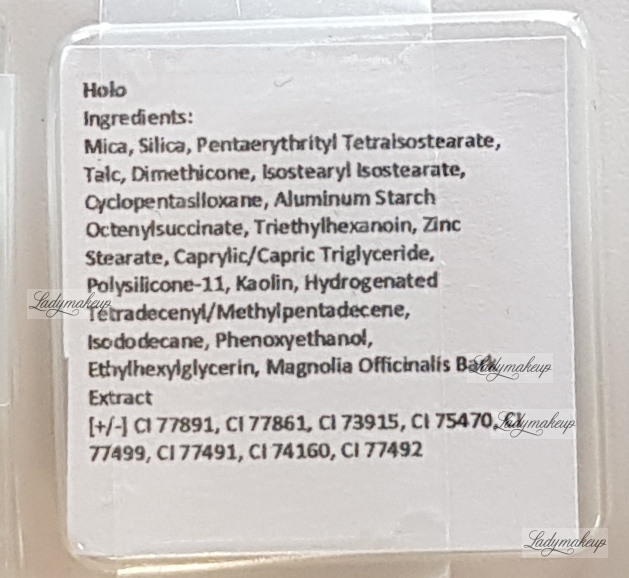 Holo
Ingredients:
Mica, Silica, Pentaerythrityl Tetraisostearate,
Talc, Dimethicone, Isostearyl Isostearate,
Cyclopentasiloxane, Aluminum Starch
Octenylsuccinate, Triethylhexanoin, Zinc
Stearate, Caprylic/Capric Triglyceride,
Polysilicone-11, Kaolin, Hydrogenated
Tetradecenyl/Methylpentadecene,
Isododecane, Phenoxyethanol,
Ethylhexylglycerin, Magnolia Officinalis Bark
Extract
[+/-] CI 77891, CI 77861, CI 73915, CI 75470, CI
77499, CI 77491, CI 74160, CI 77492
Ladymakeup
Ladymakeup
Ladymakeup
Ladymakeup